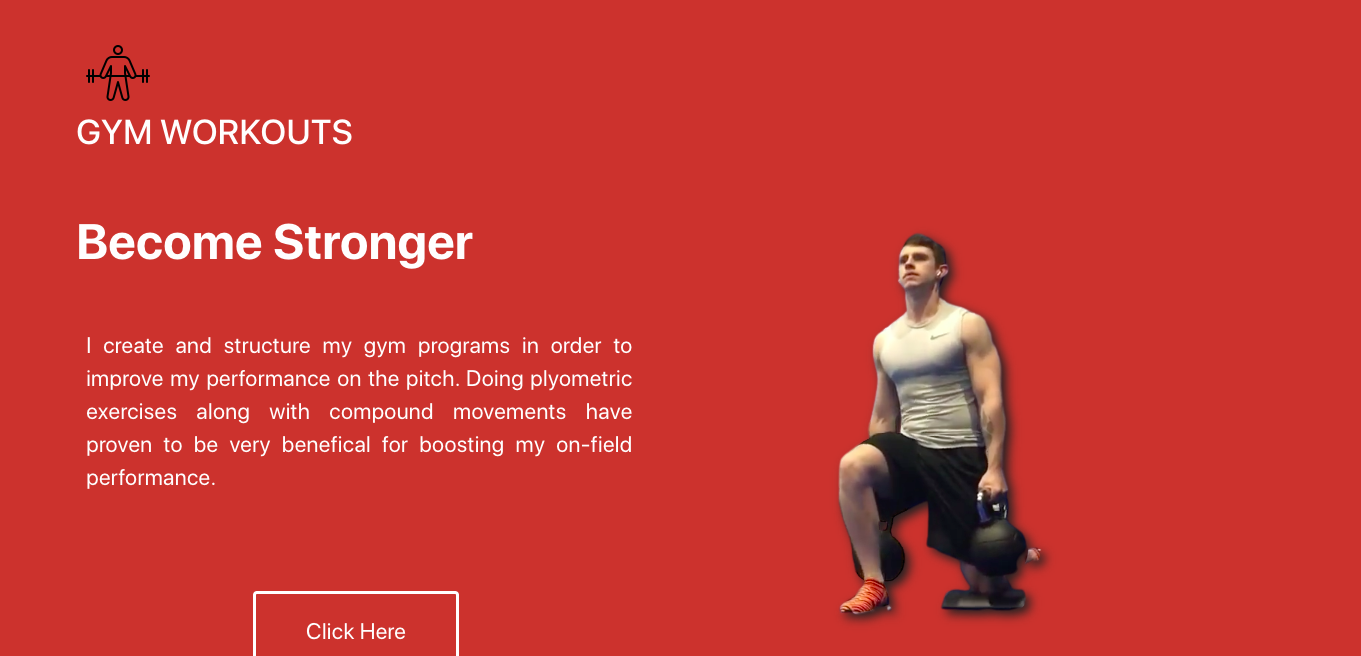 GYM WORKOUTS
Become Stronger
I create and structure my gym programs in order to
improve my performance on the pitch. Doing plyometric
exercises along with compound movements have
proven to be very benefical for boosting my on-field
performance.
Click Here